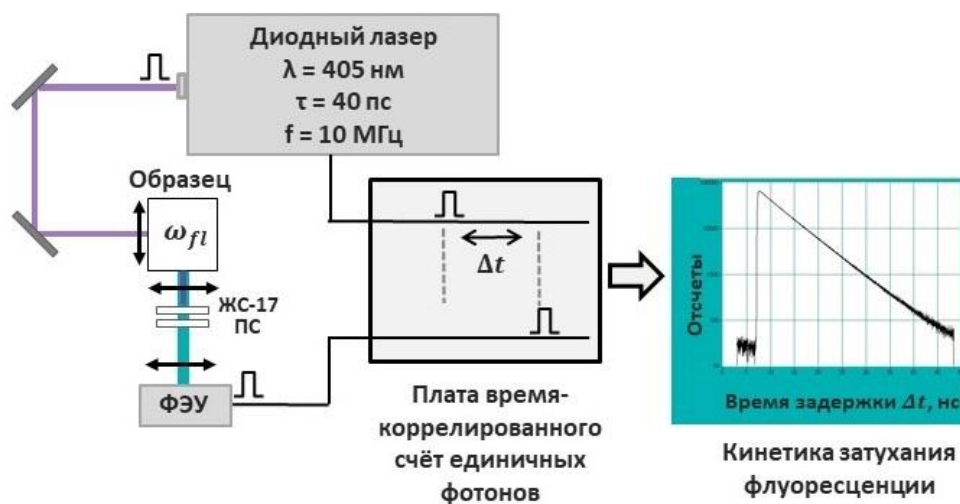 Диодный лазер
λ = 405 нм
τ = 40 пс
f = 10 МГц
Образец
ω_fl
Δt
ЖС-17
ПС
ФЭУ
Плата время-
коррелированного
счёт единичных
фотонов
Отсчеты
Время задержки Δt, нс
Кинетика затухания
флуоресценции